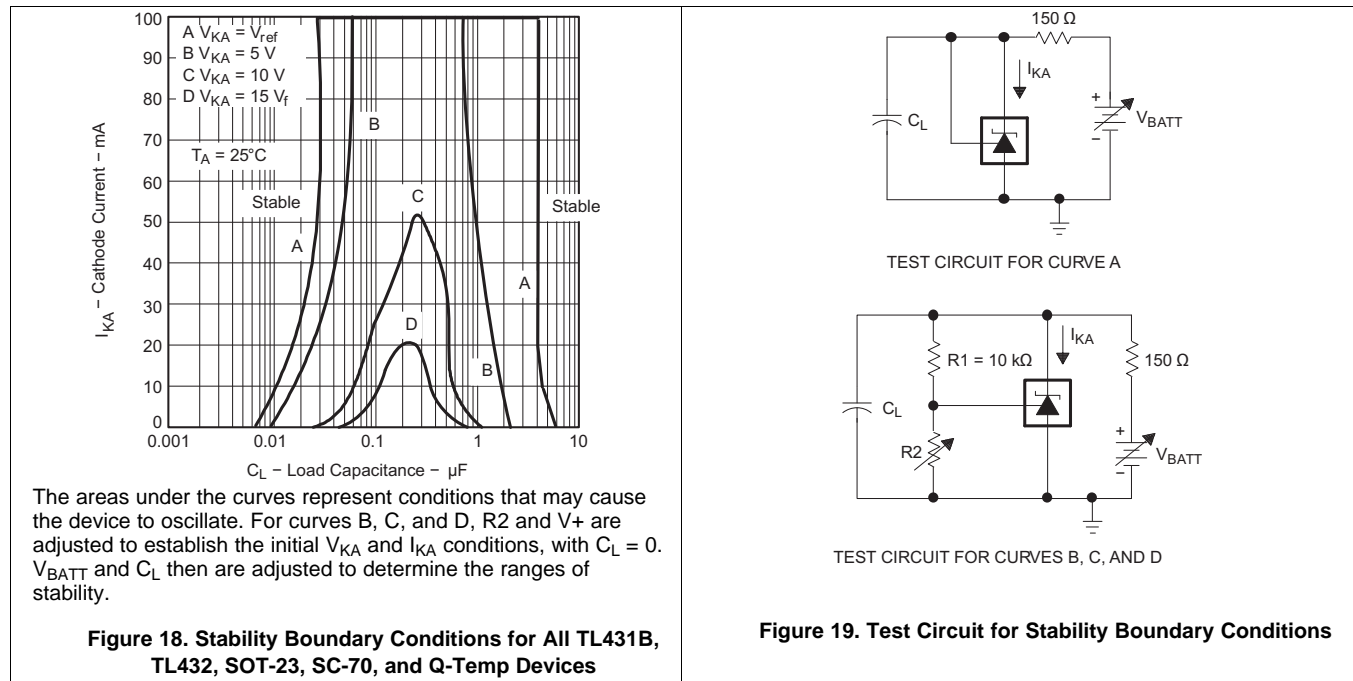 100
90
80
70
60
50
40
30
20
10
0
I_KA − Cathode Current − mA
A V_KA = V_ref
B V_KA = 5 V
C V_KA = 10 V
D V_KA = 15 V_f
T_A = 25°C
B
C
Stable
Stable
A
A
D
B
0.001
0.01
0.1
1
10
C_L − Load Capacitance − µF
The areas under the curves represent conditions that may cause
the device to oscillate. For curves B, C, and D, R2 and V+ are
adjusted to establish the initial V_KA and I_KA conditions, with C_L = 0.
V_BATT and C_L then are adjusted to determine the ranges of
stability.
Figure 18. Stability Boundary Conditions for All TL431B,
TL432, SOT-23, SC-70, and Q-Temp Devices
150 Ω
I_KA
C_L
+
V_BATT
−
TEST CIRCUIT FOR CURVE A
I_KA
R1 = 10 kΩ
150 Ω
C_L
+
R2
V_BATT
−
TEST CIRCUIT FOR CURVES B, C, AND D
Figure 19. Test Circuit for Stability Boundary Conditions